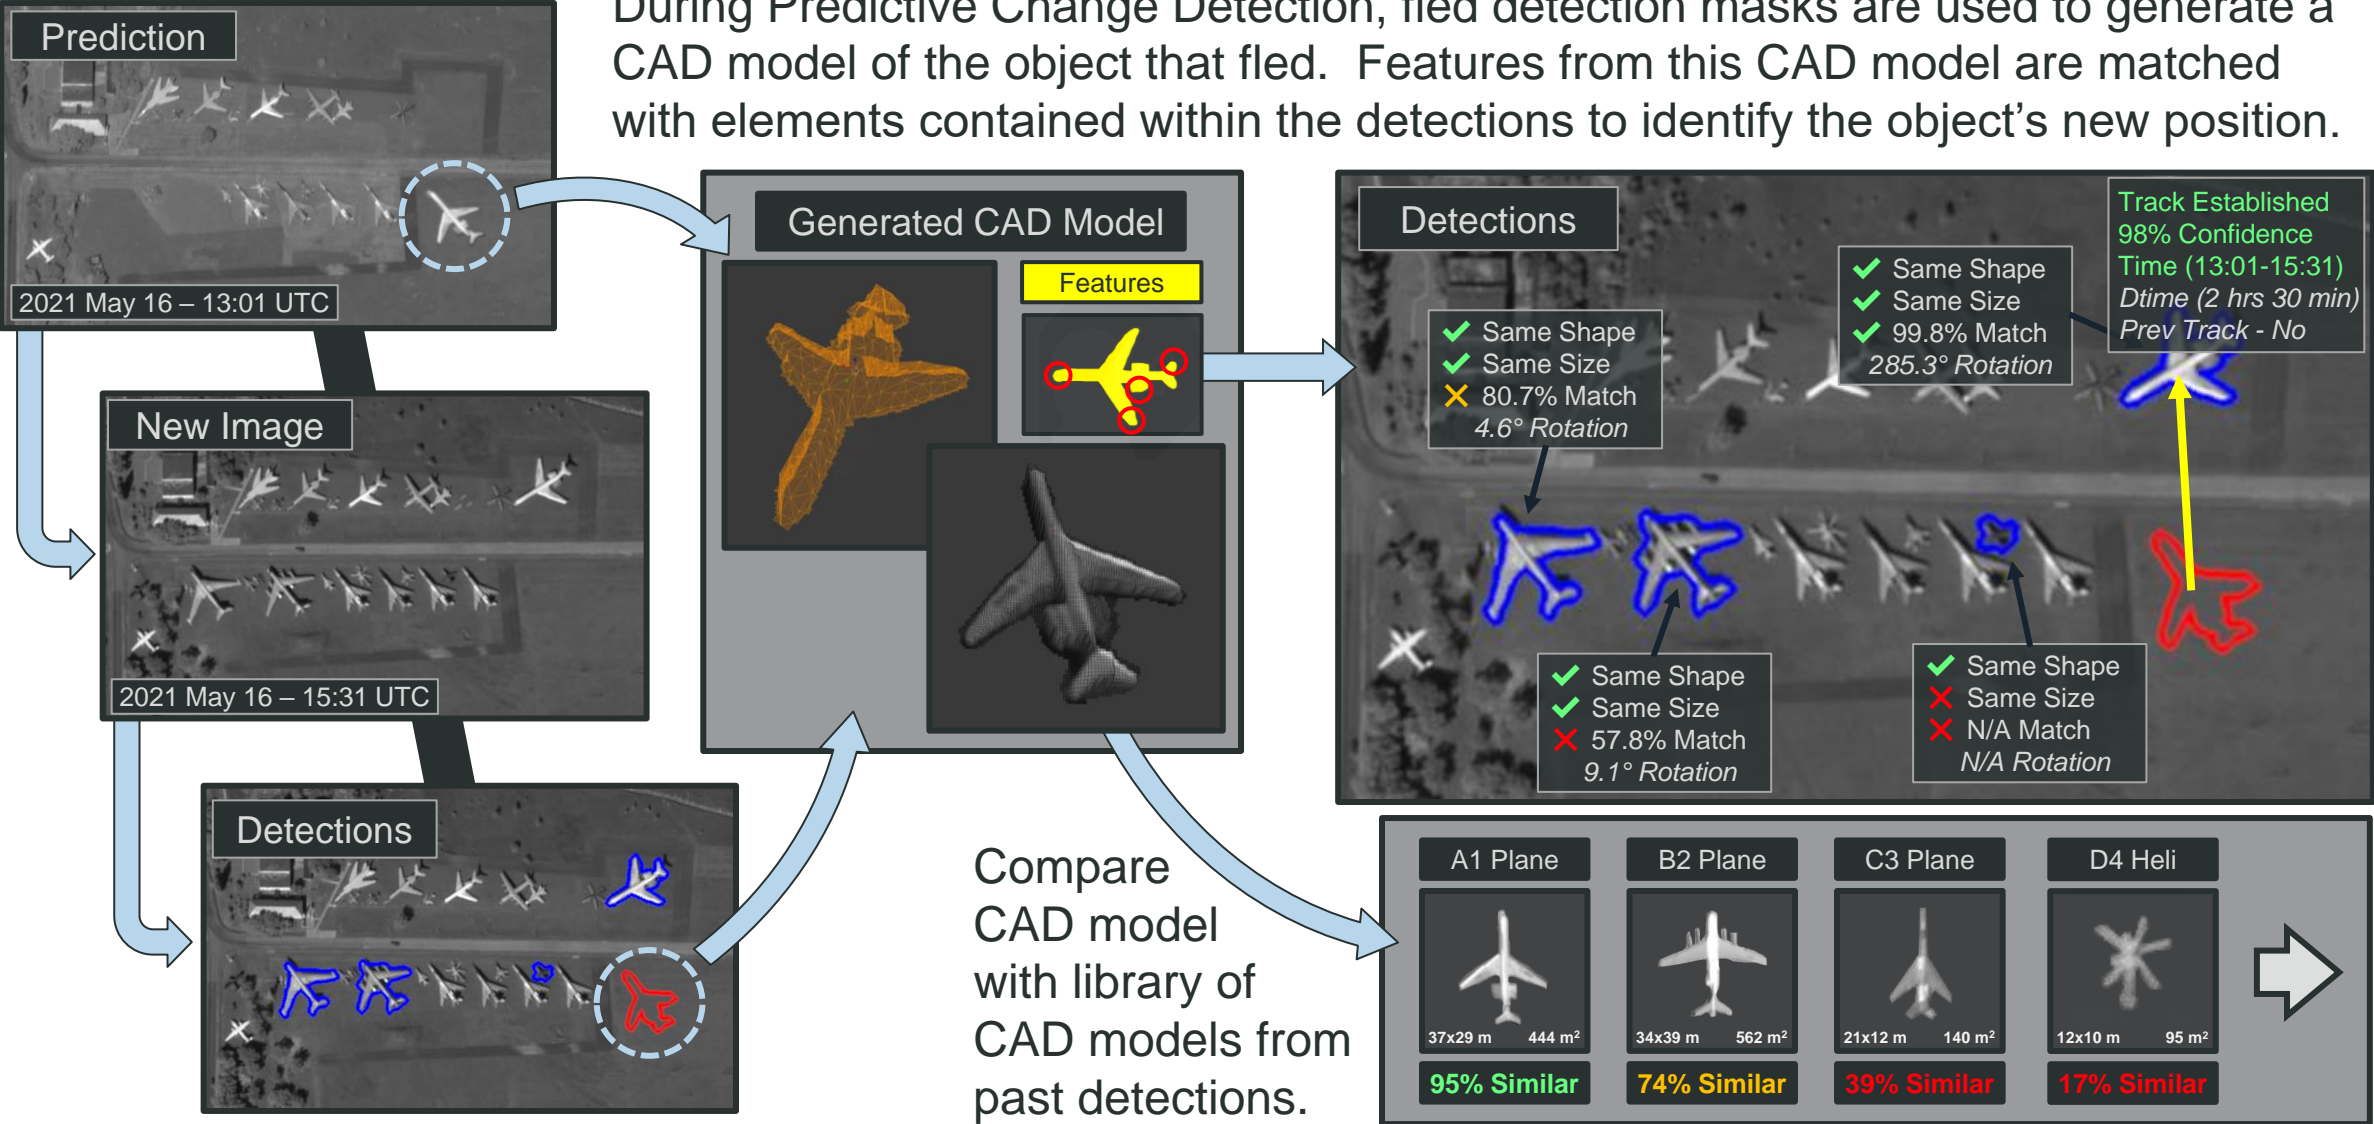 During Predictive Change Detection, fled detection masks are used to generate a
CAD model of the object that fled.  Features from this CAD model are matched
with elements contained within the detections to identify the object’s new position.
Prediction
2021 May 16 – 13:01 UTC
New Image
2021 May 16 – 15:31 UTC
Detections
Generated CAD Model
Features
Detections
Same Shape
Same Size
80.7% Match
4.6° Rotation
Same Shape
Same Size
99.8% Match
285.3° Rotation
Track Established
98% Confidence
Time (13:01-15:31)
Dtime (2 hrs 30 min)
Prev Track - No
Same Shape
Same Size
57.8% Match
9.1° Rotation
Same Shape
Same Size
N/A Match
N/A Rotation
Compare
CAD model
with library of
CAD models from
past detections.
A1 Plane
37x29 m 444 m²
95% Similar
B2 Plane
34x39 m 562 m²
74% Similar
C3 Plane
21x12 m 140 m²
39% Similar
D4 Heli
12x10 m 95 m²
17% Similar